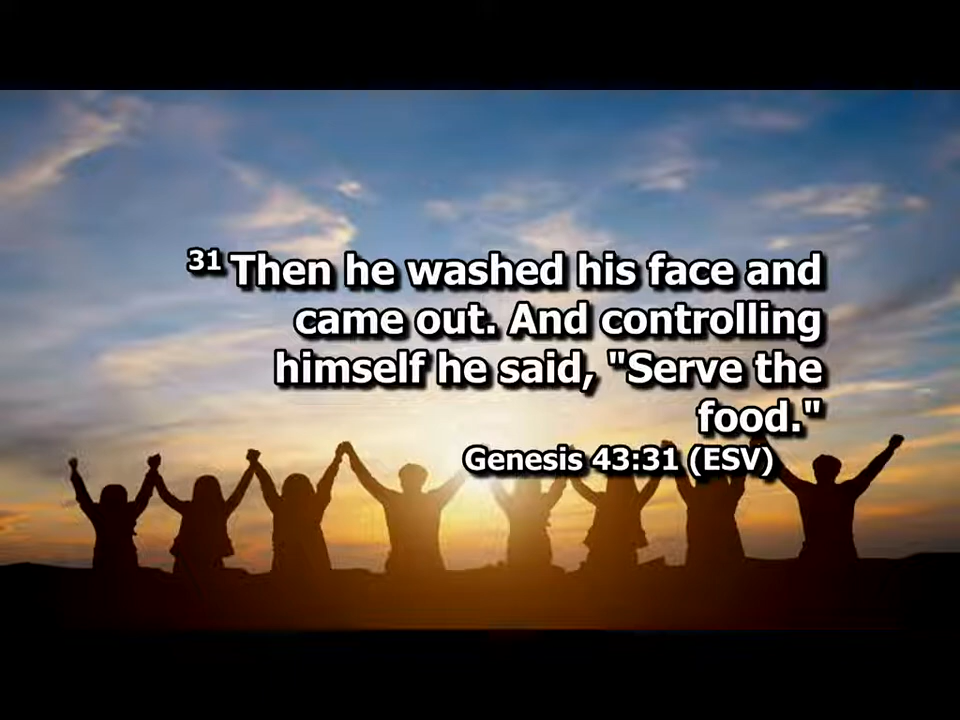 31 Then he washed his face and
came out. And controlling
himself he said, "Serve the
food."
Genesis 43:31 (ESV)